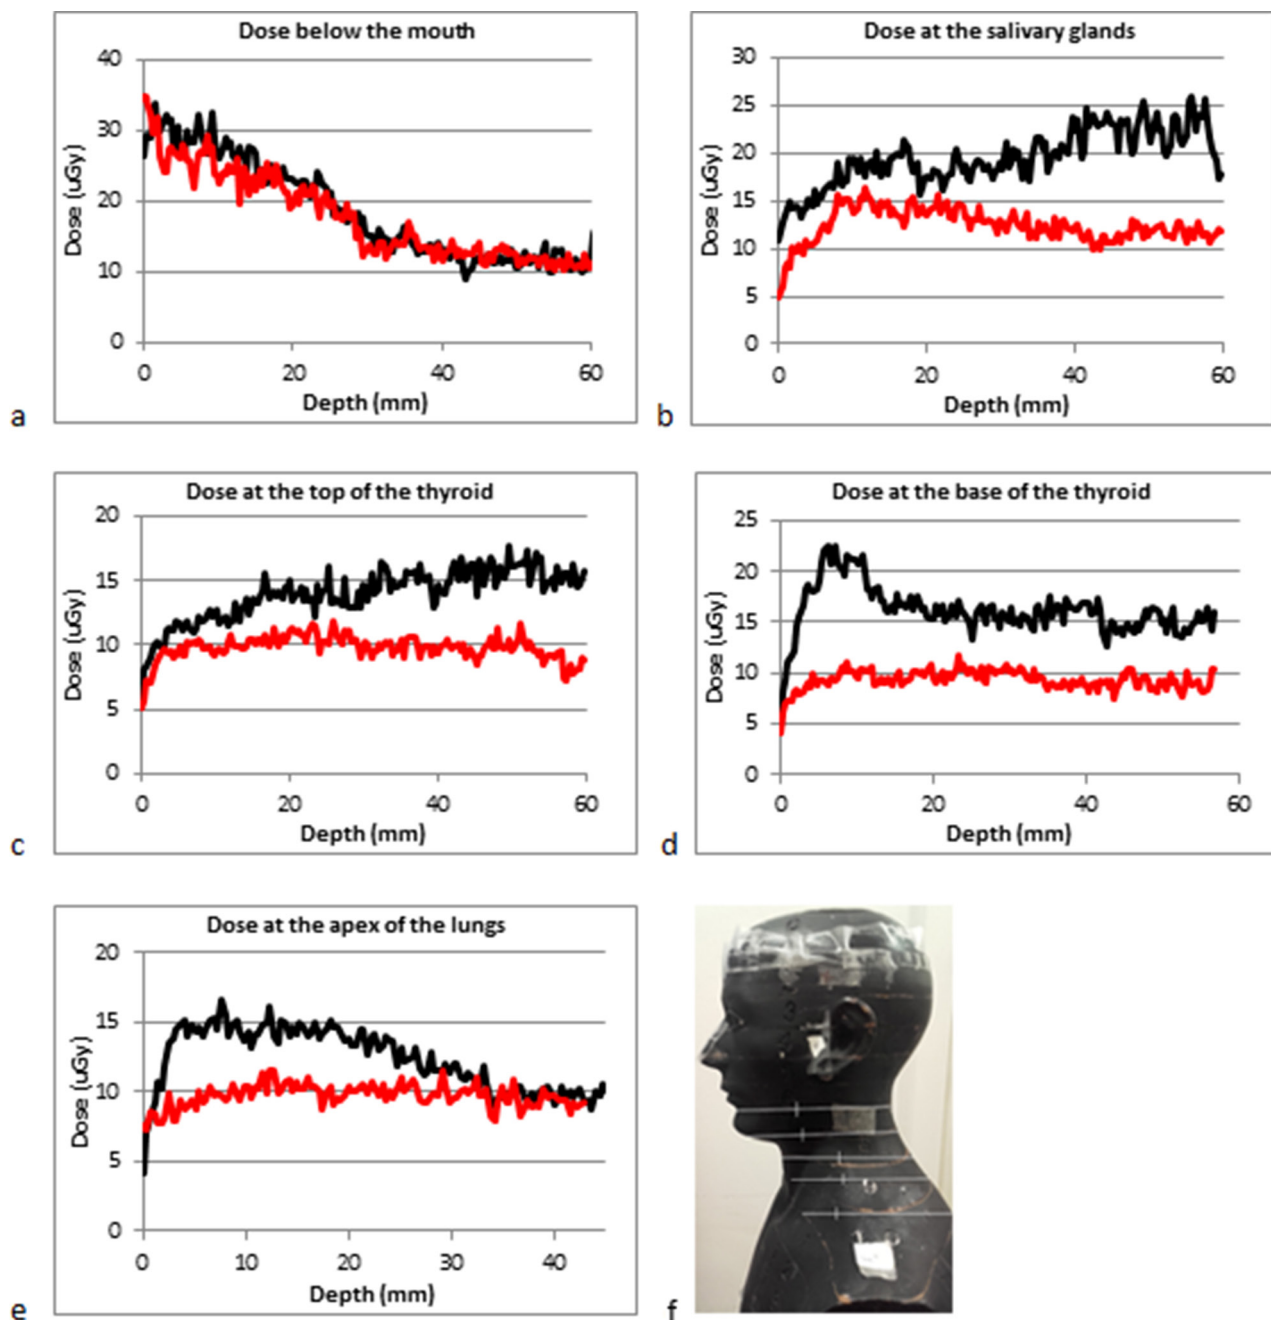 Dose below the mouth
40
30
20
10
0
Dose (uGy)
0 20 40 60
Depth (mm)
a
Dose at the salivary glands
30
25
20
15
10
5
0
Dose (uGy)
0 20 40 60
Depth (mm)
b
Dose at the top of the thyroid
20
15
10
5
0
Dose (uGy)
0 20 40 60
Depth (mm)
c
Dose at the base of the thyroid
25
20
15
10
5
0
Dose (uGy)
0 20 40 60
Depth (mm)
d
Dose at the apex of the lungs
20
15
10
5
0
Dose (uGy)
0 10 20 30 40
Depth (mm)
e
3
f